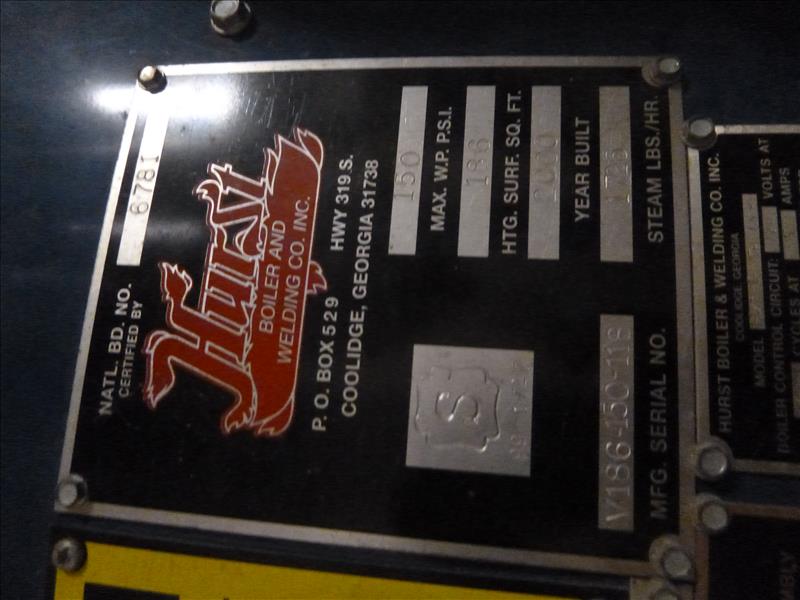 NATL. BD. NO. 6781
CERTIFIED BY
Hurst
BOILER AND
WELDING CO. INC.
P. O. BOX 529 HWY 319 S.
COOLIDGE, GEORGIA 31738
150
MAX. W.P. P.S.I.
186
HTG. SURF. SQ. FT.
2000
YEAR BUILT
S
STEAM LBS./HR.
V186-150-118
MFG. SERIAL NO.
HURST BOILER & WELDING CO. INC.
COOLIDGE, GEORGIA
MODEL
BOILER CONTROL CIRCUIT: VOLTS AT
CYCLES AT AMPS
MBLY